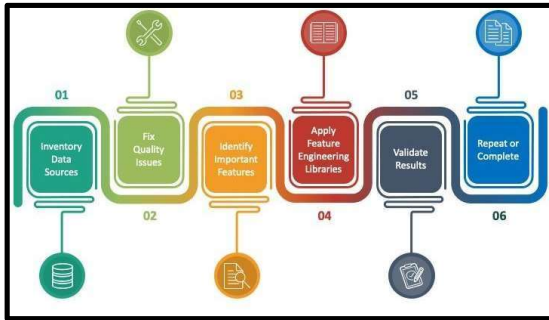 01
Inventory
Data
Sources
Fix
Quality
Issues
02
03
Identify
Important
Features
Apply
Feature
Engineering
Libraries
04
05
Validate
Results
Repeat or
Complete
06